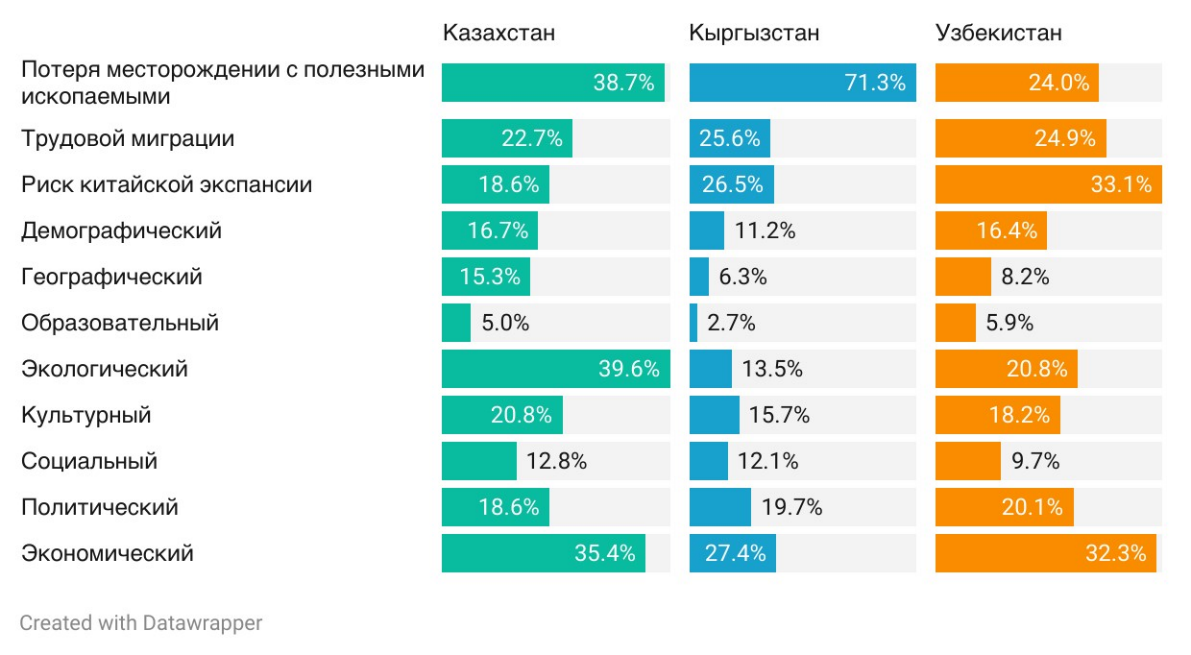 Казахстан Кыргызстан Узбекистан
Потеря месторождении с полезными
ископаемыми 38.7% 71.3% 24.0%
Трудовой миграции 22.7% 25.6% 24.9%
Риск китайской экспансии 18.6% 26.5% 33.1%
Демографический 16.7% 11.2% 16.4%
Географический 15.3% 6.3% 8.2%
Образовательный 5.0% 2.7% 5.9%
Экологический 39.6% 13.5% 20.8%
Культурный 20.8% 15.7% 18.2%
Социальный 12.8% 12.1% 9.7%
Политический 18.6% 19.7% 20.1%
Экономический 35.4% 27.4% 32.3%
Created with Datawrapper